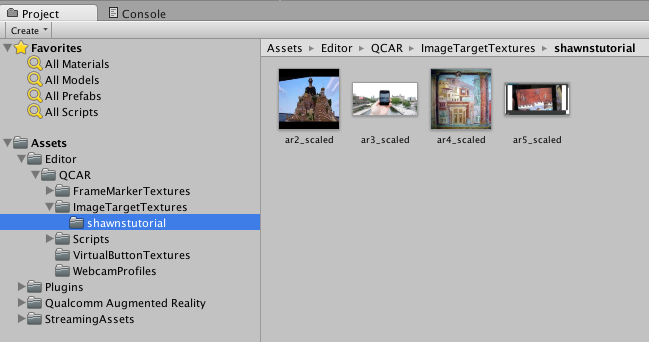 Project
Console
Create
Favorites
All Materials
All Models
All Prefabs
All Scripts
Assets
Editor
QCAR
FrameMarkerTextures
ImageTargetTextures
shawnstutorial
Scripts
VirtualButtonTextures
WebcamProfiles
Plugins
Qualcomm Augmented Reality
StreamingAssets
Assets ▸ Editor ▸ QCAR ▸ ImageTargetTextures ▸ shawnstutorial
ar2_scaled ar3_scaled ar4_scaled ar5_scaled